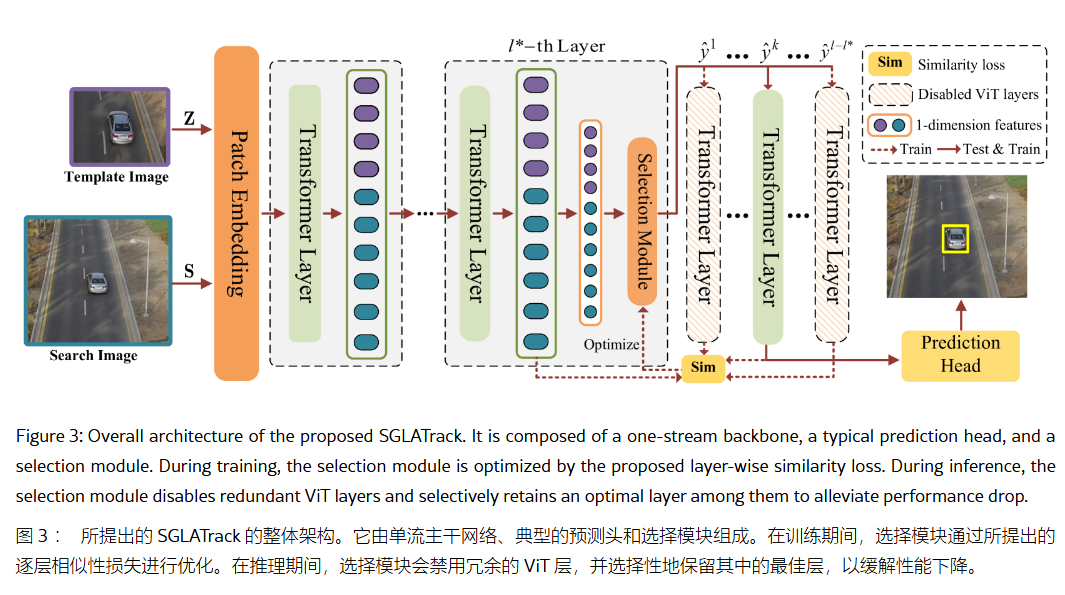 l*-th Layer
ŷ¹ ••• ŷᵏ ••• ŷˡ⁻ˡ*
Sim Similarity loss
Disabled ViT layers
1-dimension features
Train Test & Train
Template Image
Z
Search Image
S
Patch Embedding
Transformer Layer
...
Transformer Layer
Selection Module
Optimize
Transformer Layer
•••
Transformer Layer
•••
Transformer Layer
Sim
Prediction
Head
Figure 3: Overall architecture of the proposed SGLATrack. It is composed of a one-stream backbone, a typical prediction head, and a
selection module. During training, the selection module is optimized by the proposed layer-wise similarity loss. During inference, the
selection module disables redundant ViT layers and selectively retains an optimal layer among them to alleviate performance drop.
图 3 ： 所提出的 SGLATrack 的整体架构。它由单流主干网络、典型的预测头和选择模块组成。在训练期间，选择模块通过所提出的
逐层相似性损失进行优化。在推理期间，选择模块会禁用冗余的 ViT 层，并选择性地保留其中的最佳层，以缓解性能下降。